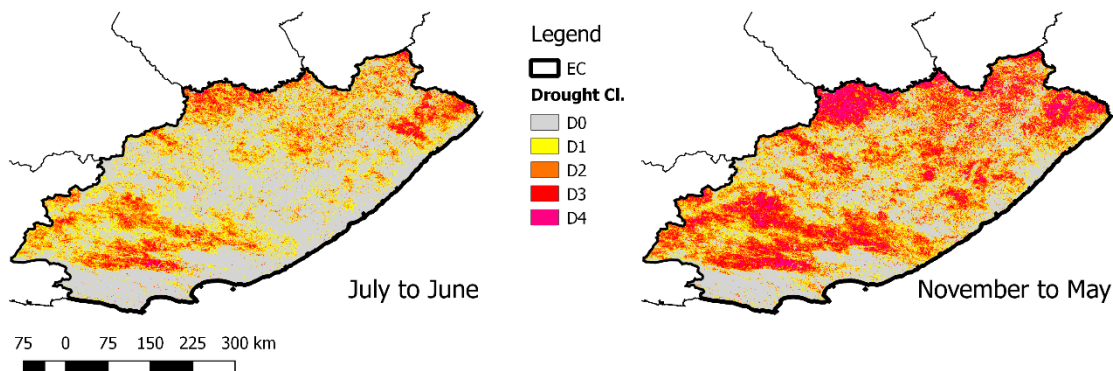 Legend
EC
Drought Cl.
D0
D1
D2
D3
D4
July to June
November to May
75 0 75 150 225 300 km